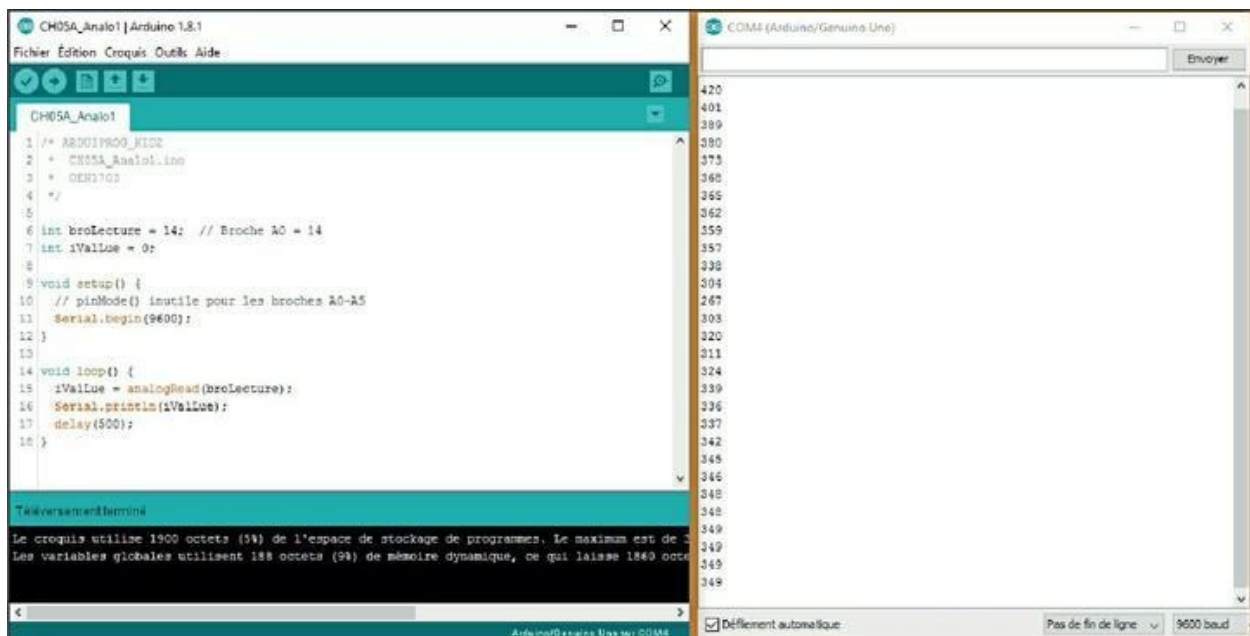 CH05A_Analo1 | Arduino 1.8.1
Fichier Édition Croquis Outils Aide
CH05A_Analo1
1 /* ARDUIPROG_KIDZ
2 * CH05A_Analo1.ino
3 * OEN1703
4 */
5
6 int broLecture = 14; // Broche A0 = 14
7 int iValLue = 0;
8
9 void setup() {
10 // pinMode() inutile pour les broches A0-A5
11 Serial.begin(9600);
12 }
13
14 void loop() {
15 iValLue = analogRead(broLecture);
16 Serial.println(iValLue);
17 delay(500);
18 }
Téléversement terminé
Le croquis utilise 1900 octets (5%) de l'espace de stockage de programmes. Le maximum est de 3
Les variables globales utilisent 188 octets (9%) de mémoire dynamique, ce qui laisse 1860 octe
Arduino/Genuino Uno sur COM4
COM4 (Arduino/Genuino Uno)
Envoyer
420
401
389
380
373
368
365
362
359
357
338
304
267
303
320
311
324
339
336
337
342
345
346
348
348
349
349
349
349
Défilement automatique
Pas de fin de ligne
9600 baud